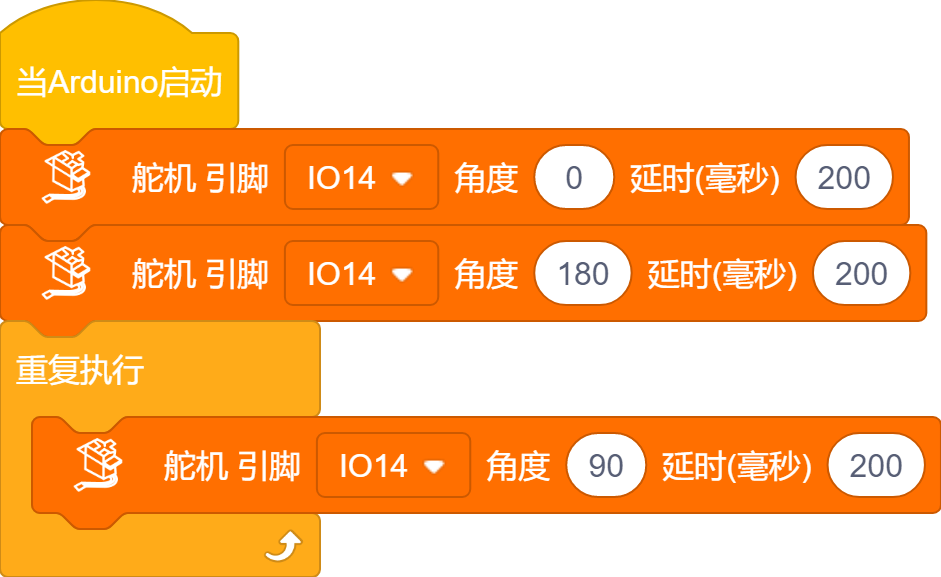 当Arduino启动
舵机 引脚 IO14 角度 0 延时(毫秒) 200
舵机 引脚 IO14 角度 180 延时(毫秒) 200
重复执行
舵机 引脚 IO14 角度 90 延时(毫秒) 200